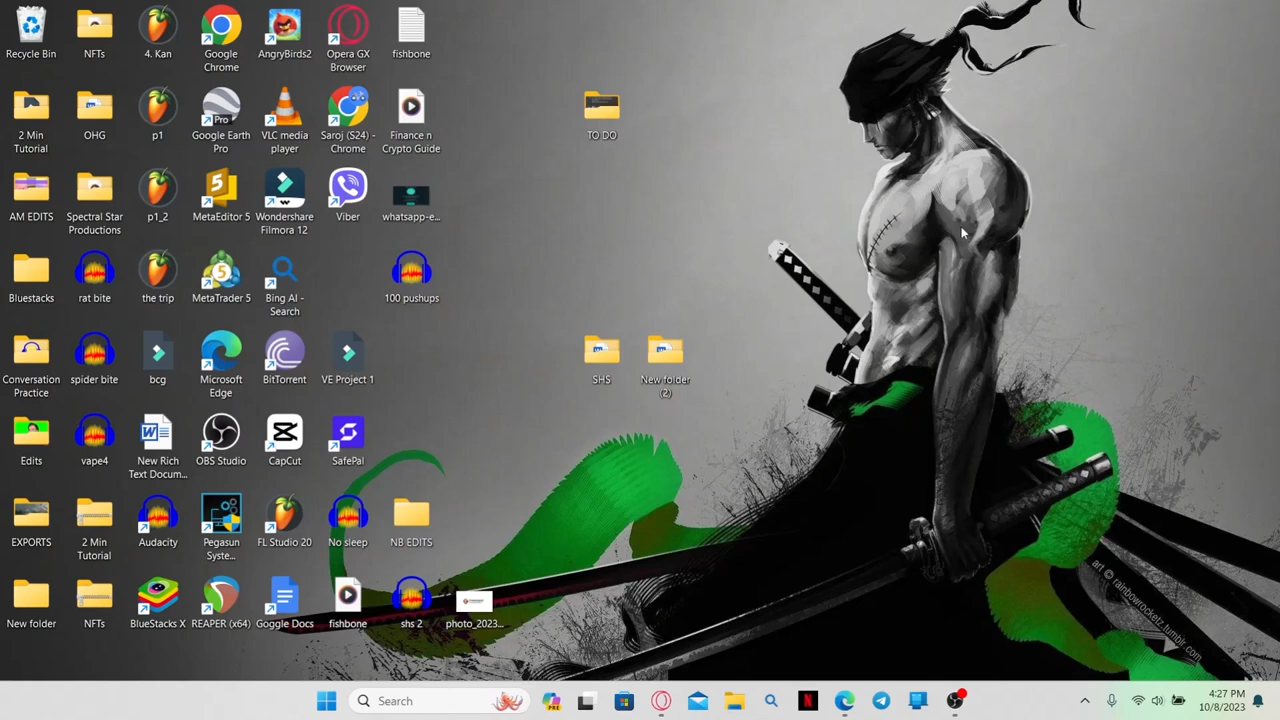 Recycle Bin
NFTs
4. Kan
Google
Chrome
AngryBirds2
Opera GX
Browser
fishbone
2 Min
Tutorial
OHG
p1
Google Earth
Pro
VLC media
player
Saroj (S24) -
Chrome
Finance n
Crypto Guide
TO DO
AM EDITS
Spectral Star
Productions
p1_2
MetaEditor 5
Wondershare
Filmora 12
Viber
whatsapp-e...
Bluestacks
rat bite
the trip
MetaTrader 5
Bing AI -
Search
100 pushups
Conversation
Practice
spider bite
bcg
Microsoft
Edge
BitTorrent
VE Project 1
SHS
New folder
(2)
Edits
vape4
New Rich
Text Docum...
OBS Studio
CapCut
SafePal
EXPORTS
2 Min
Tutorial
Audacity
Pegasun
Syste...
FL Studio 20
No sleep
NB EDITS
New folder
NFTs
BlueStacks X
REAPER (x64)
Goggle Docs
fishbone
shs 2
photo_2023...
art © rainbowrocketz.tumblr.com
Search
PRE
N
4:27 PM
10/8/2023